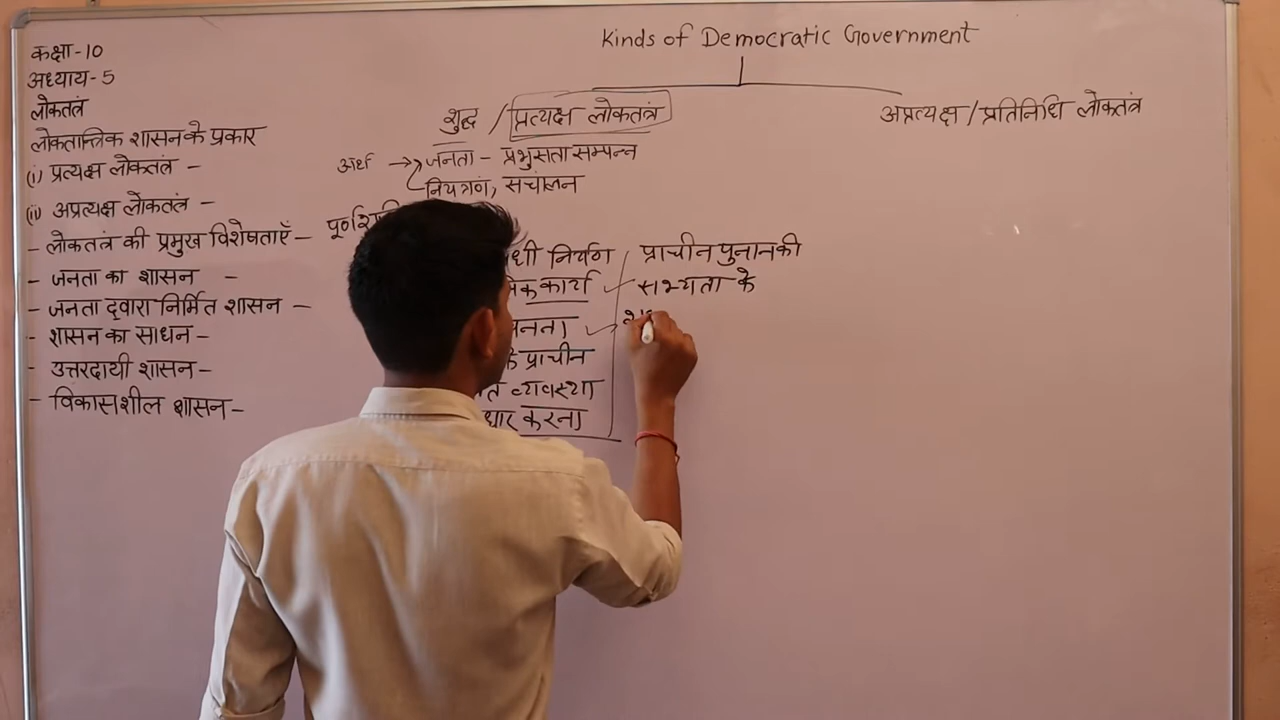 कक्षा-10
अध्याय-5
लोकतंत्र
लोकतान्त्रिक शासन के प्रकार
(i) प्रत्यक्ष लोकतंत्र -
(ii) अप्रत्यक्ष लोकतंत्र -
- लोकतंत्र की प्रमुख विशेषताएँ -
- जनता का शासन -
- जनता द्वारा निर्मित शासन -
- शासन का साधन -
- उत्तरदायी शासन -
- विकासशील शासन -
Kinds of Democratic Government
शुद्ध / प्रत्यक्ष लोकतंत्र
अर्थ → जनता - प्रभुसता सम्पन्न
नियत्रणं, सचांलन
कार्य
जनता
के प्राचीन
व्यवस्था
करना
प्राचीन युनान की
सभ्यता के
अप्रत्यक्ष / प्रतिनिधि लोकतंत्र